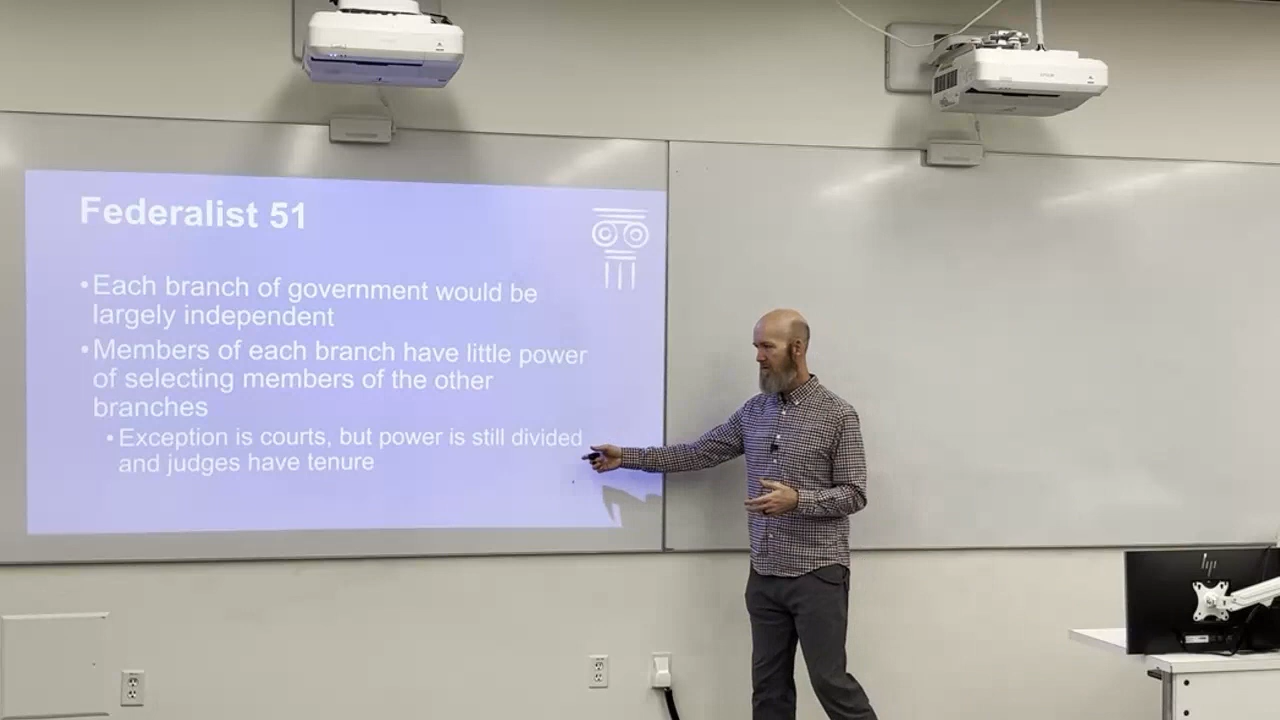 Federalist 51
•Each branch of government would be
largely independent
•Members of each branch have little power
of selecting members of the other
branches
•Exception is courts, but power is still divided
and judges have tenure
hp